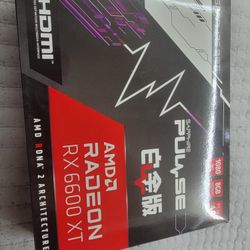 HDMI
SAPPHIRE
PULSE
白金版
AMD
RADEON
RX 6600 XT
AMD RDNA 2 ARCHITECTURE
8GB